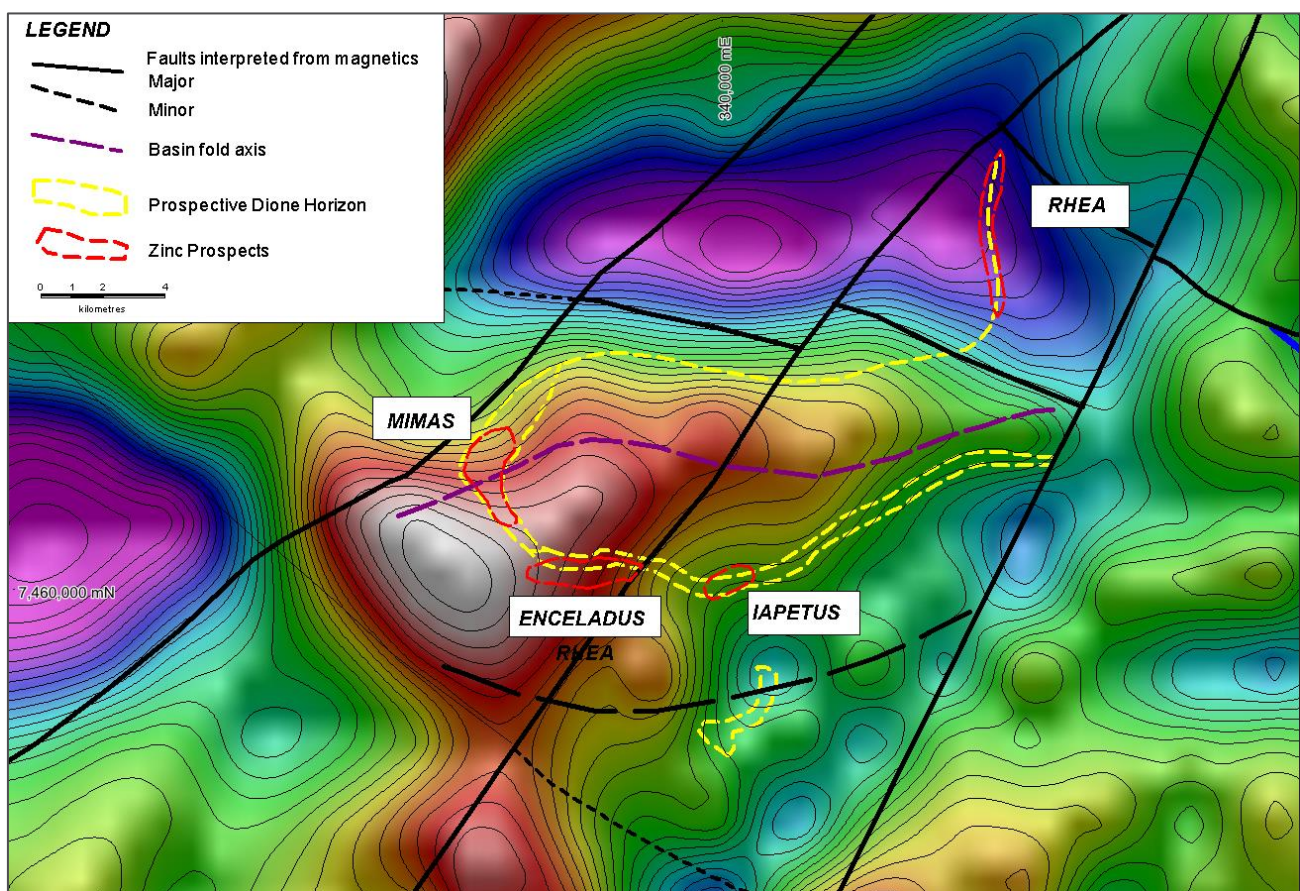 LEGEND
Faults interpreted from magnetics
Major
Minor
Basin fold axis
Prospective Dione Horizon
Zinc Prospects
0 1 2 4
kilometres
340,000 mE
RHEA
MIMAS
7,460,000 mN
ENCELADUS
IAPETUS
RHEA